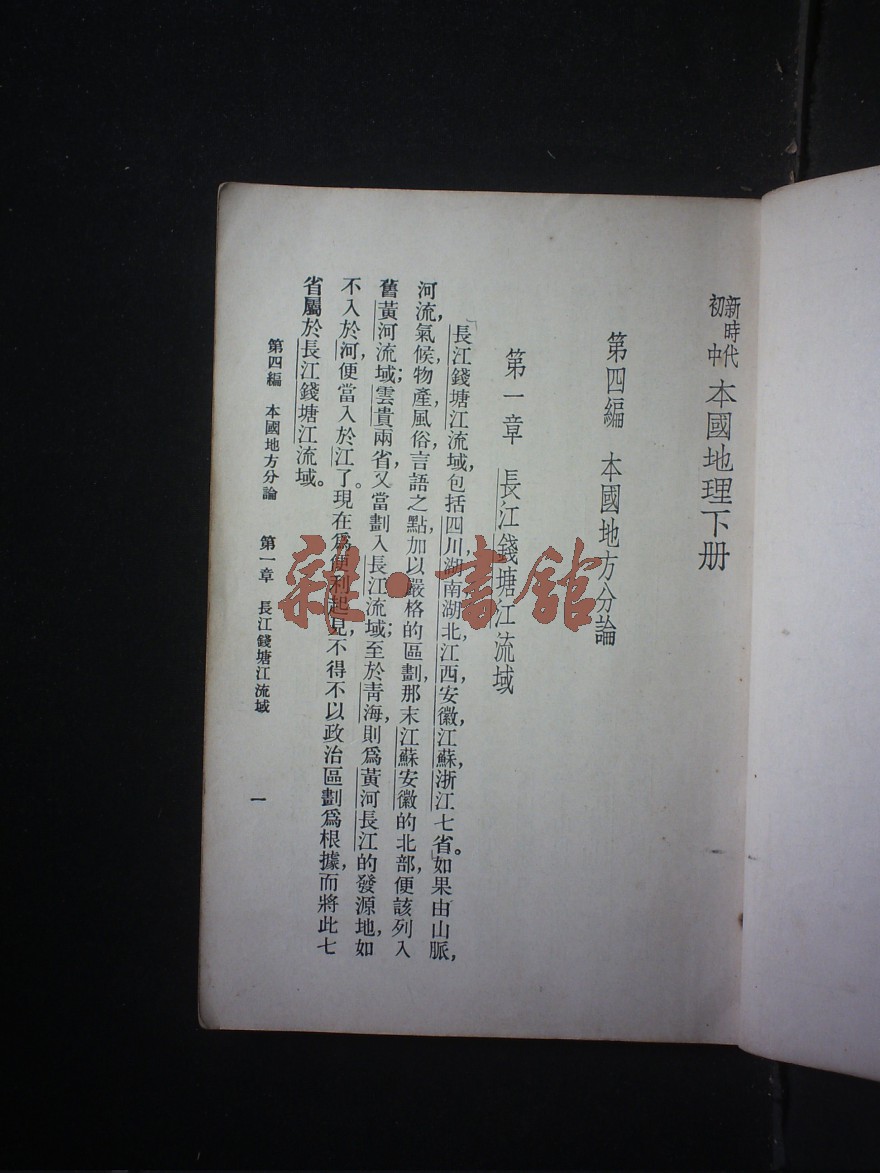 新時代
初中
本國地理下册
第四編 本國地方分論
第一章 長江錢塘江流域
「長江錢塘江流域,包括四川湖南湖北江西安徽,江蘇,浙江七省。」如果由山脈,
河流,氣候,物產,風俗,言語之點,加以嚴格的區劃,那末江蘇安徽的北部,便該列入
舊黃河流域;雲貴兩省,又當劃入長江流域;至於青海,則爲黃河長江的發源地,如
不入於河,便當入於江了。現在爲便利起見,不得不以政治區劃爲根據,而將此七
省屬於長江錢塘江流域。
第四編 本國地方分論 第一章 長江錢塘江流域 一
雜·書館